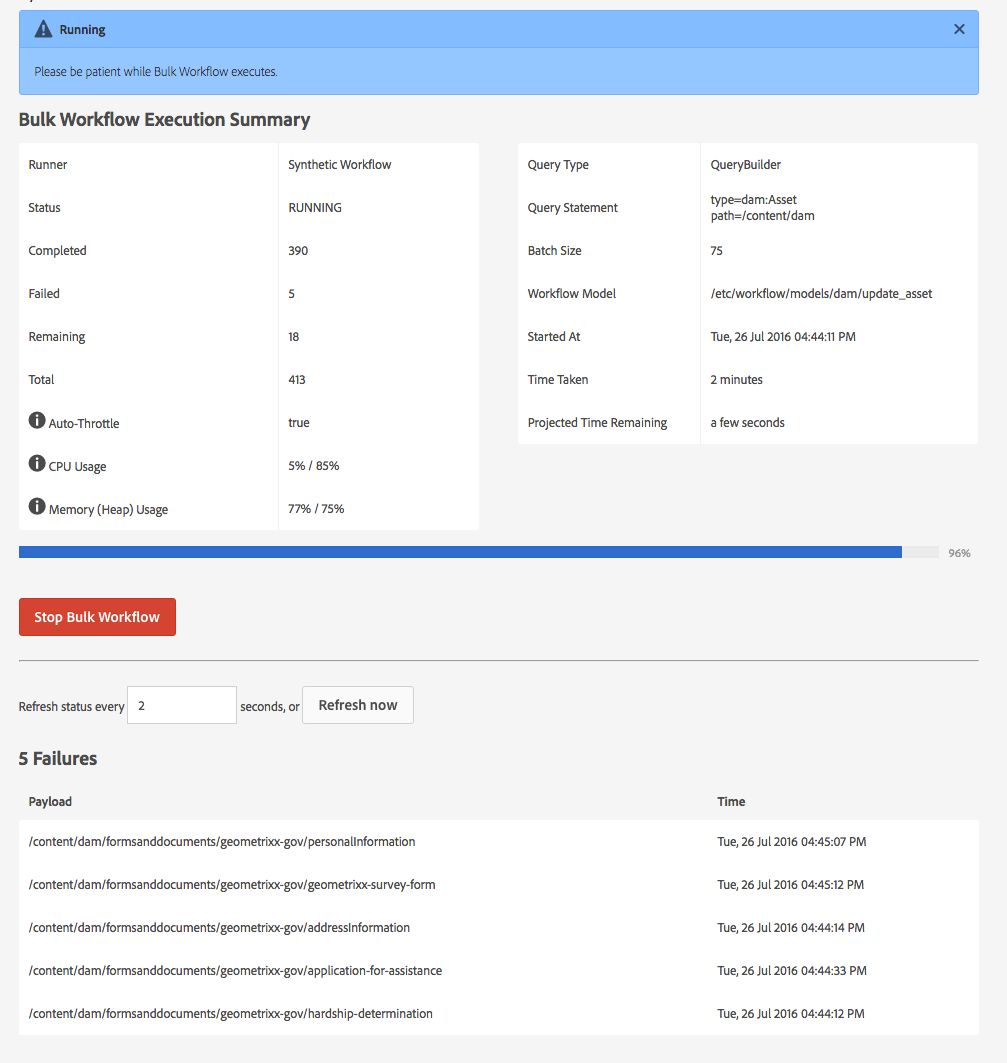 Running
Please be patient while Bulk Workflow executes.
Bulk Workflow Execution Summary
Runner Synthetic Workflow
Status RUNNING
Completed 390
Failed 5
Remaining 18
Total 413
Auto-Throttle true
CPU Usage 5% / 85%
Memory (Heap) Usage 77% / 75%
Query Type QueryBuilder
Query Statement type=dam:Asset
path=/content/dam
Batch Size 75
Workflow Model /etc/workflow/models/dam/update_asset
Started At Tue, 26 Jul 2016 04:44:11 PM
Time Taken 2 minutes
Projected Time Remaining a few seconds
96%
Stop Bulk Workflow
Refresh status every 2 seconds, or Refresh now
5 Failures
Payload Time
/content/dam/formsanddocuments/geometrixx-gov/personalInformation Tue, 26 Jul 2016 04:45:07 PM
/content/dam/formsanddocuments/geometrixx-gov/geometrixx-survey-form Tue, 26 Jul 2016 04:45:12 PM
/content/dam/formsanddocuments/geometrixx-gov/addressInformation Tue, 26 Jul 2016 04:44:14 PM
/content/dam/formsanddocuments/geometrixx-gov/application-for-assistance Tue, 26 Jul 2016 04:44:33 PM
/content/dam/formsanddocuments/geometrixx-gov/hardship-determination Tue, 26 Jul 2016 04:44:12 PM